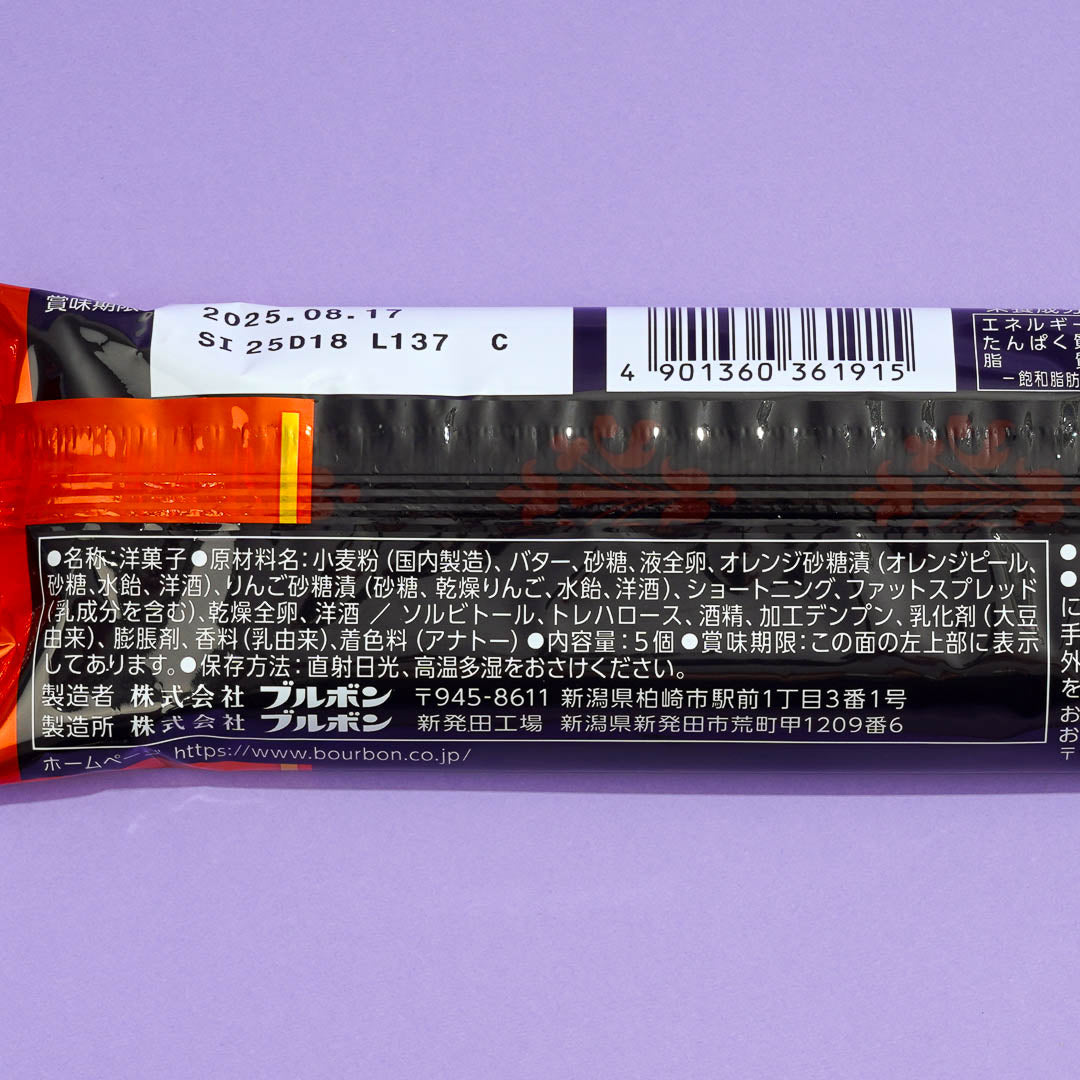 賞味期限
2025.08.17
SI 25D18 L137 C
4 901360 361915
エネルギー
たんぱく質
脂 質
－飽和脂肪
●名称:洋菓子●原材料名:小麦粉(国内製造)、バター、砂糖、液全卵、オレンジ砂糖漬(オレンジピール、
砂糖、水飴、洋酒)、りんご砂糖漬(砂糖、乾燥りんご、水飴、洋酒)、ショートニング、ファットスプレッド
(乳成分を含む)、乾燥全卵、洋酒／ソルビトール、トレハロース、酒精、加工デンプン、乳化剤(大豆
由来)、膨脹剤、香料(乳由来)、着色料(アナトー)●内容量:5個●賞味期限:この面の左上部に表示
してあります。●保存方法:直射日光、高温多湿をおさけください。
製造者 株式会社 ブルボン 〒945-8611 新潟県柏崎市駅前1丁目3番1号
製造所 株式会社 ブルボン 新発田工場 新潟県新発田市荒町甲1209番6
ホームページ https://www.bourbon.co.jp/
●
●
に
手
外
を
お
お
〒